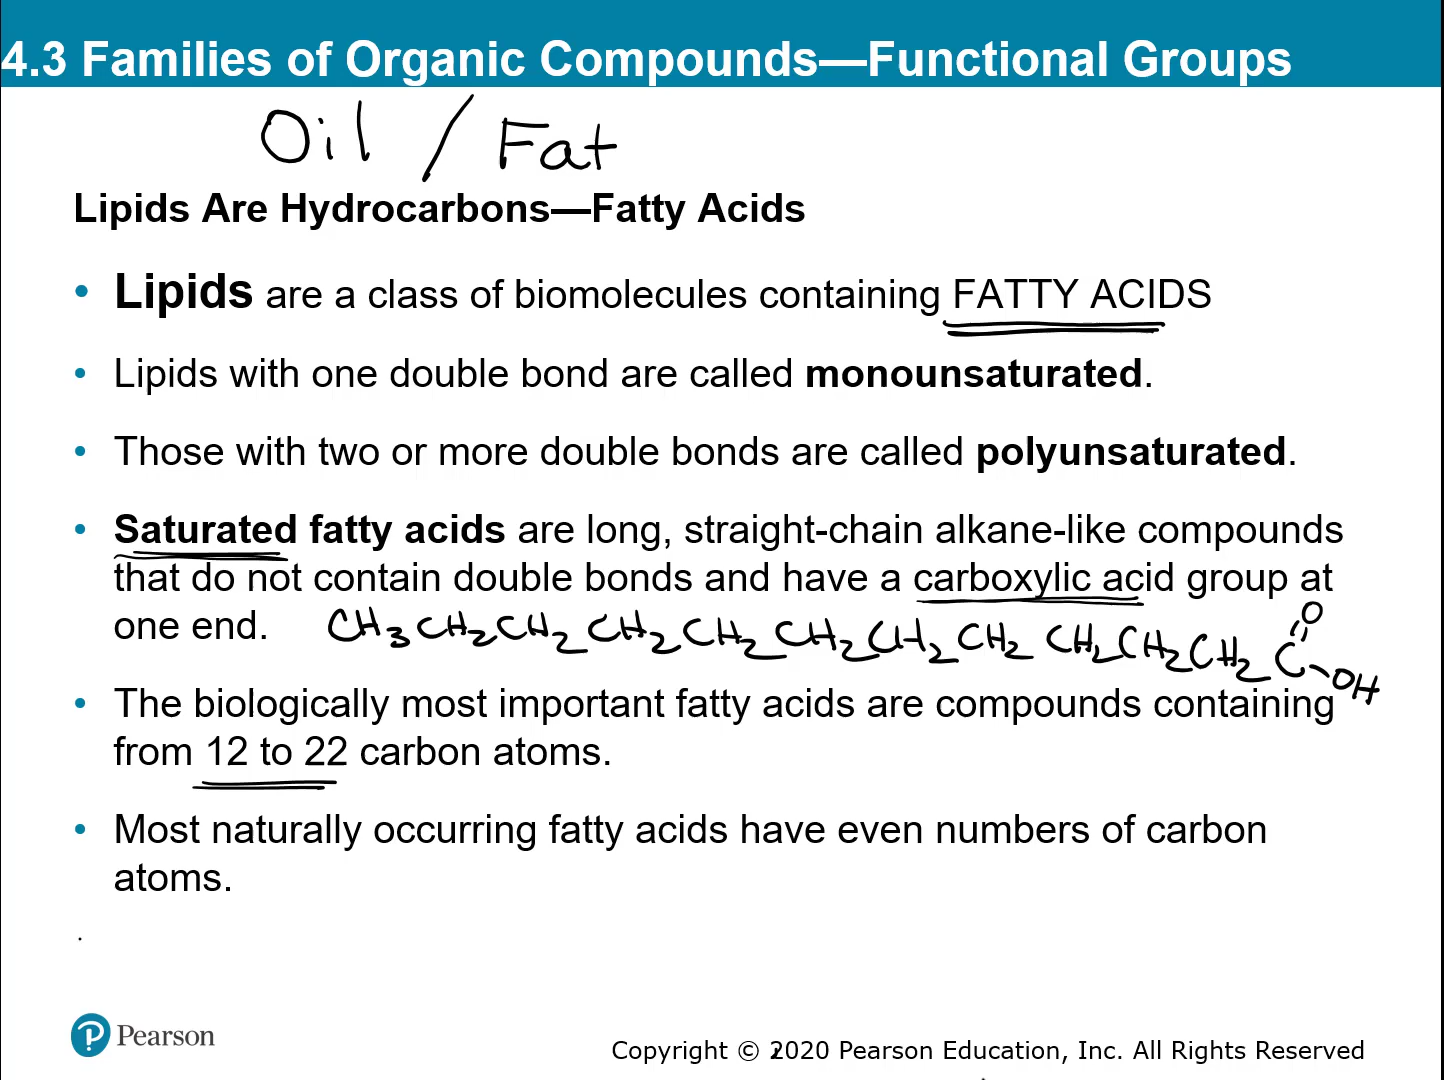 4.3 Families of Organic Compounds—Functional Groups
Oil / Fat
Lipids Are Hydrocarbons—Fatty Acids
• Lipids are a class of biomolecules containing FATTY ACIDS
• Lipids with one double bond are called monounsaturated.
• Those with two or more double bonds are called polyunsaturated.
• Saturated fatty acids are long, straight-chain alkane-like compounds
that do not contain double bonds and have a carboxylic acid group at
one end.
CH3CH2CH2CH2CH2CH2CH2CH2CH2CH2CH2C-OH
O
• The biologically most important fatty acids are compounds containing
from 12 to 22 carbon atoms.
• Most naturally occurring fatty acids have even numbers of carbon
atoms.
Pearson
Copyright © 2020 Pearson Education, Inc. All Rights Reserved